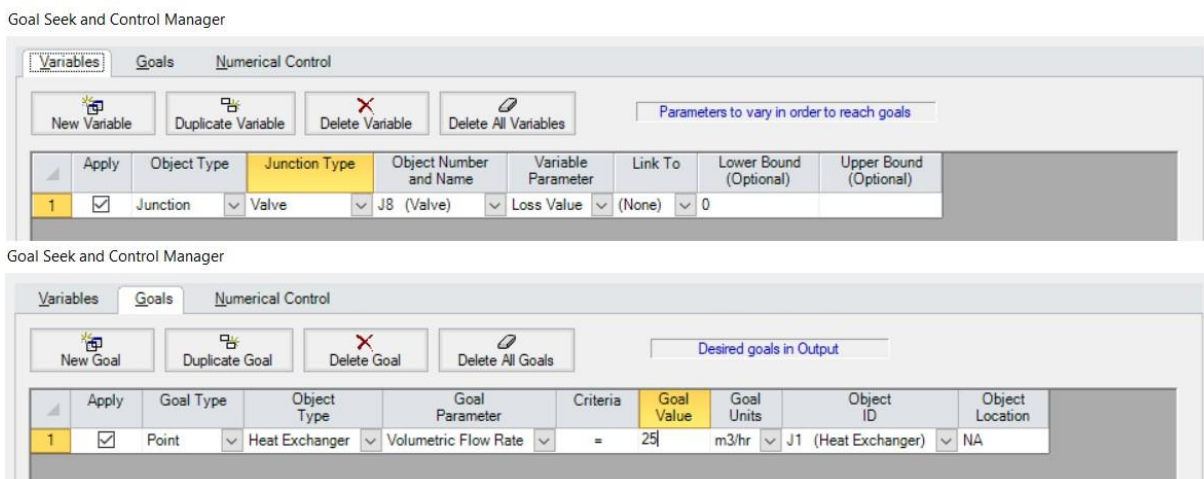 Goal Seek and Control Manager
Variables Goals Numerical Control
New Variable Duplicate Variable Delete Variable Delete All Variables Parameters to vary in order to reach goals
Apply Object Type Junction Type Object Number and Name Variable Parameter Link To Lower Bound (Optional) Upper Bound (Optional)
1 Junction Valve J8 (Valve) Loss Value (None) 0
Goal Seek and Control Manager
Variables Goals Numerical Control
New Goal Duplicate Goal Delete Goal Delete All Goals Desired goals in Output
Apply Goal Type Object Type Goal Parameter Criteria Goal Value Goal Units Object ID Object Location
1 Point Heat Exchanger Volumetric Flow Rate = 25 m3/hr J1 (Heat Exchanger) NA